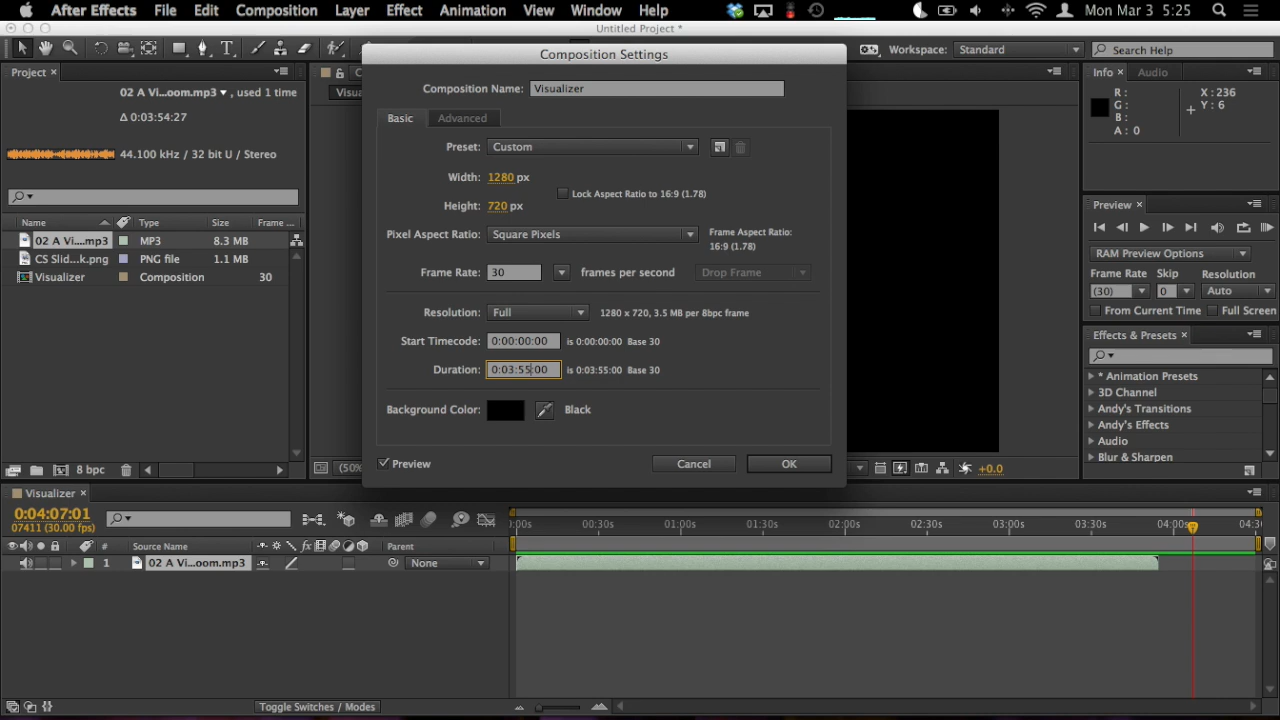 After Effects File Edit Composition Layer Effect Animation View Window Help Mon Mar 3 5:25
Untitled Project *
Workspace: Standard Search Help
Project
02 A Vi...oom.mp3 , used 1 time
Δ 0:03:54:27
44.100 kHz / 32 bit U / Stereo
Name Type Size Frame ...
02 A Vi....mp3 MP3 8.3 MB
CS Slid...k.png PNG file 1.1 MB
Visualizer Composition 30
8 bpc
Visua
(50%
Composition Settings
Composition Name: Visualizer
Basic Advanced
Preset: Custom
Width: 1280 px
Lock Aspect Ratio to 16:9 (1.78)
Height: 720 px
Pixel Aspect Ratio: Square Pixels Frame Aspect Ratio:
16:9 (1.78)
Frame Rate: 30 frames per second Drop Frame
Resolution: Full 1280 x 720, 3.5 MB per 8bpc frame
Start Timecode: 0:00:00:00 is 0:00:00:00 Base 30
Duration: 0:03:55:00 is 0:03:55:00 Base 30
Background Color: Black
Preview Cancel OK
+0.0
Info Audio
R : X : 236
G : Y : 6
B :
A : 0
Preview
RAM Preview Options
Frame Rate Skip Resolution
(30) 0 Auto
From Current Time Full Screen
Effects & Presets
* Animation Presets
3D Channel
Andy's Transitions
Andy's Effects
Audio
Blur & Sharpen
Visualizer
0:04:07:01
07411 (30.00 fps)
:00s 00:30s 01:00s 01:30s 02:00s 02:30s 03:00s 03:30s 04:00s 04:30
# Source Name Parent
1 02 A Vi...oom.mp3 None
Toggle Switches / Modes